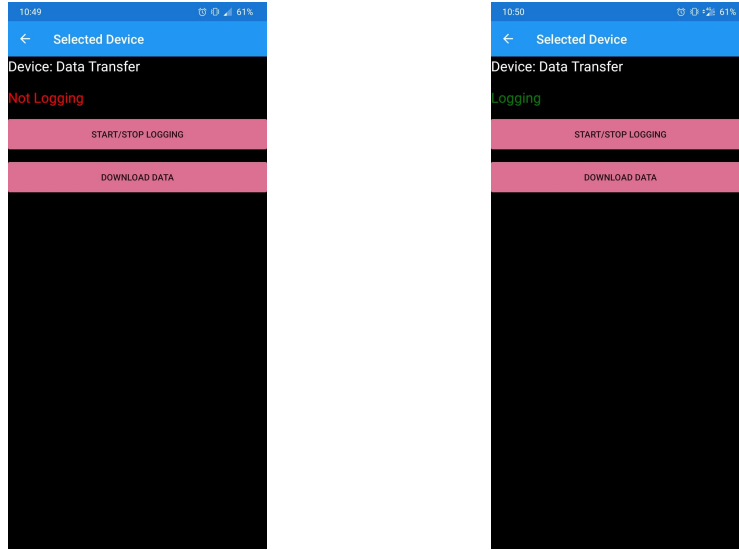 10:49 61%
Selected Device
Device: Data Transfer
Not Logging
START/STOP LOGGING
DOWNLOAD DATA
10:50 61%
Selected Device
Device: Data Transfer
Logging
START/STOP LOGGING
DOWNLOAD DATA